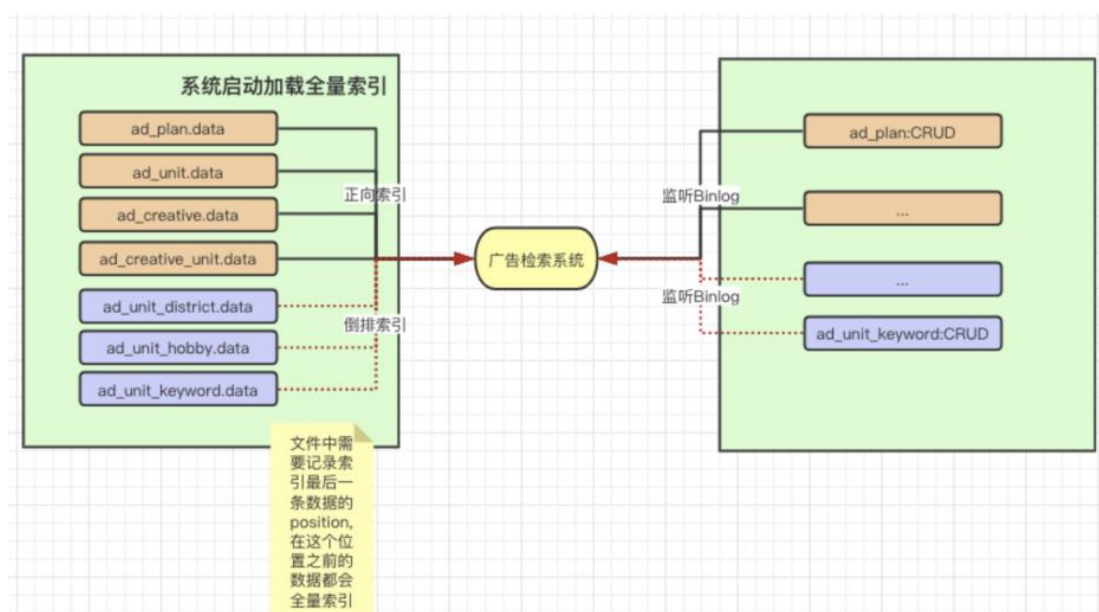 系统启动加载全量索引
ad_plan.data
ad_unit.data
正向索引
ad_creative.data
ad_creative_unit.data
ad_unit_district.data
倒排索引
ad_unit_hobby.data
ad_unit_keyword.data
文件中需
要记录索
引最后一
条数据的
position,
在这个位
置之前的
数据都会
全量索引
广告检索系统
ad_plan:CRUD
监听Binlog
...
...
监听Binlog
ad_unit_keyword:CRUD